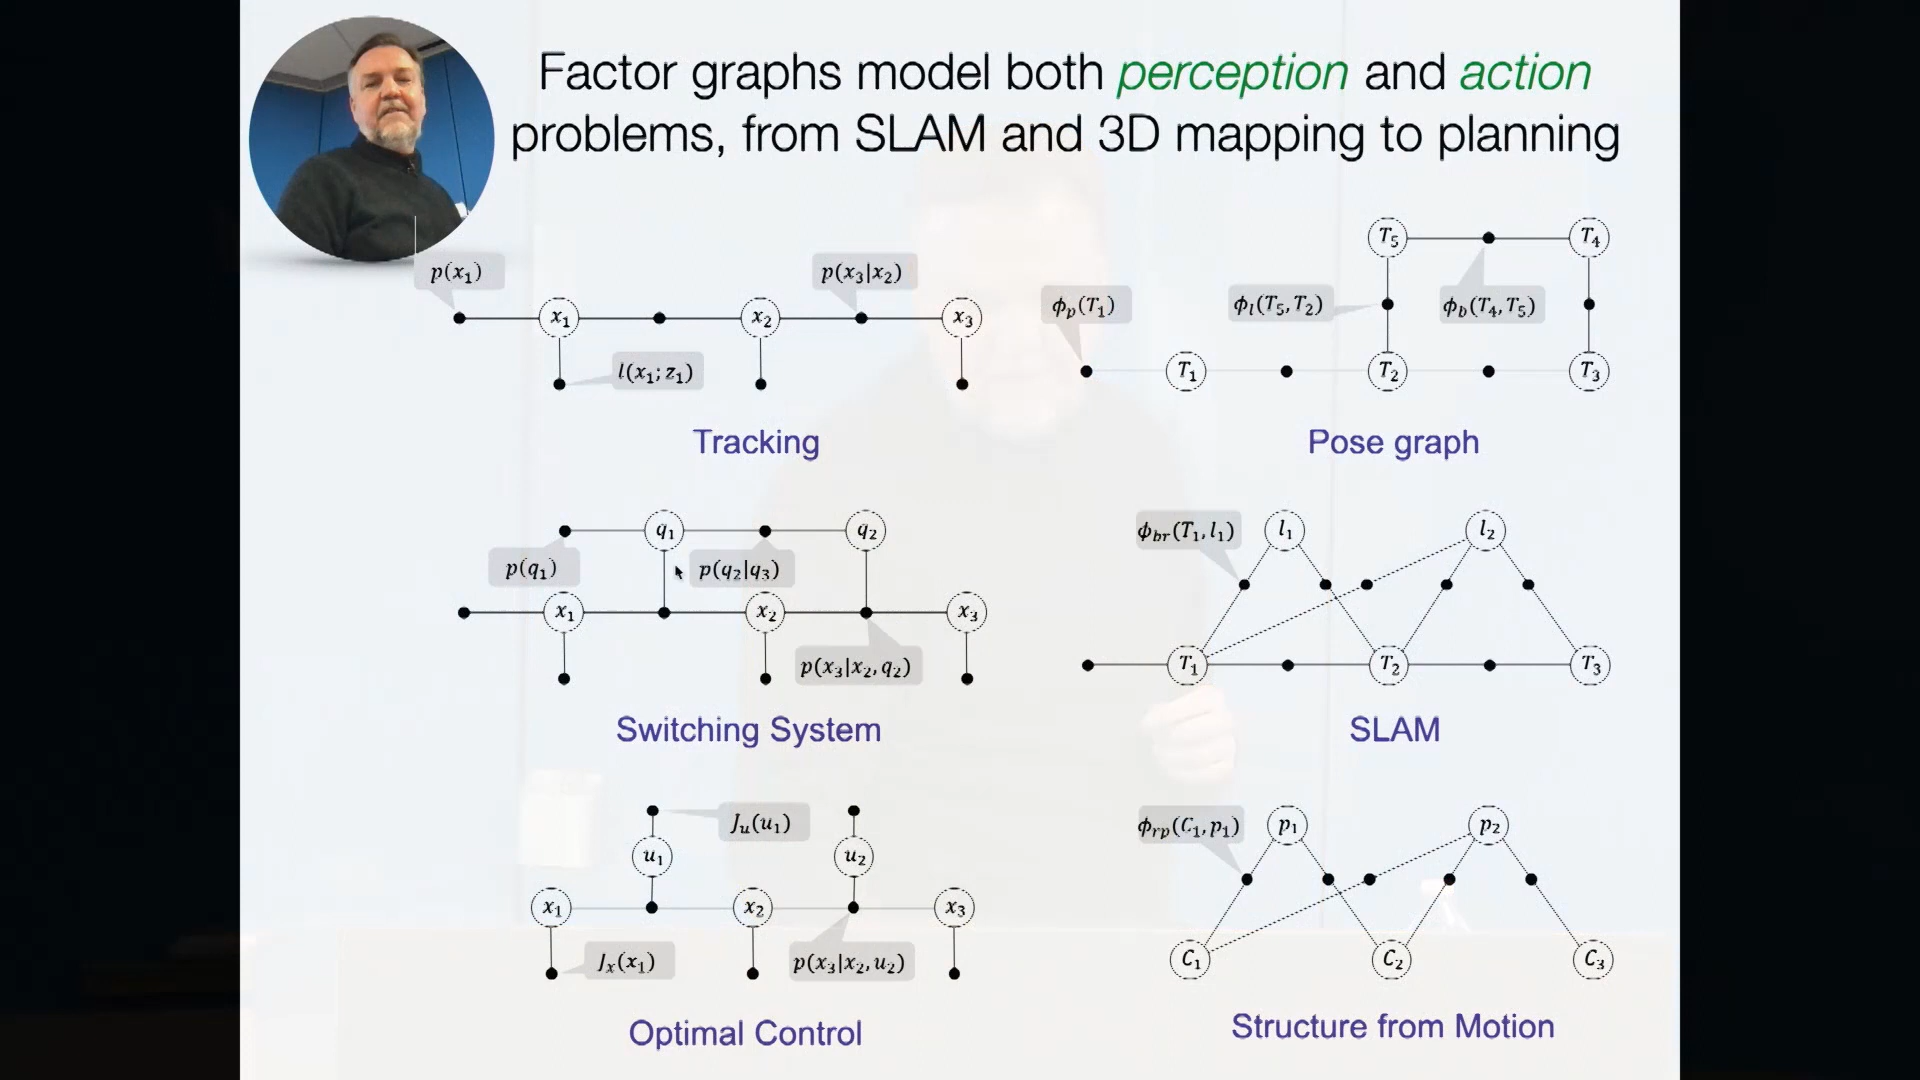 Factor graphs model both perception and action
problems, from SLAM and 3D mapping to planning
p(x₁)
p(x₃|x₂)
x₁
x₂
x₃
l(x₁; z₁)
Tracking
T₅
T₄
ϕₚ(T₁)
ϕₗ(T₅, T₂)
ϕ_b(T₄, T₅)
T₁
T₂
T₃
Pose graph
q₁
q₂
p(q₁)
p(q₂|q₃)
x₁
x₂
x₃
p(x₃|x₂, q₂)
Switching System
ϕ_br(T₁, l₁)
l₁
l₂
T₁
T₂
T₃
SLAM
Jᵤ(u₁)
u₁
u₂
x₁
x₂
x₃
Jₓ(x₁)
p(x₃|x₂, u₂)
Optimal Control
ϕ_rp(C₁, p₁)
p₁
p₂
C₁
C₂
C₃
Structure from Motion